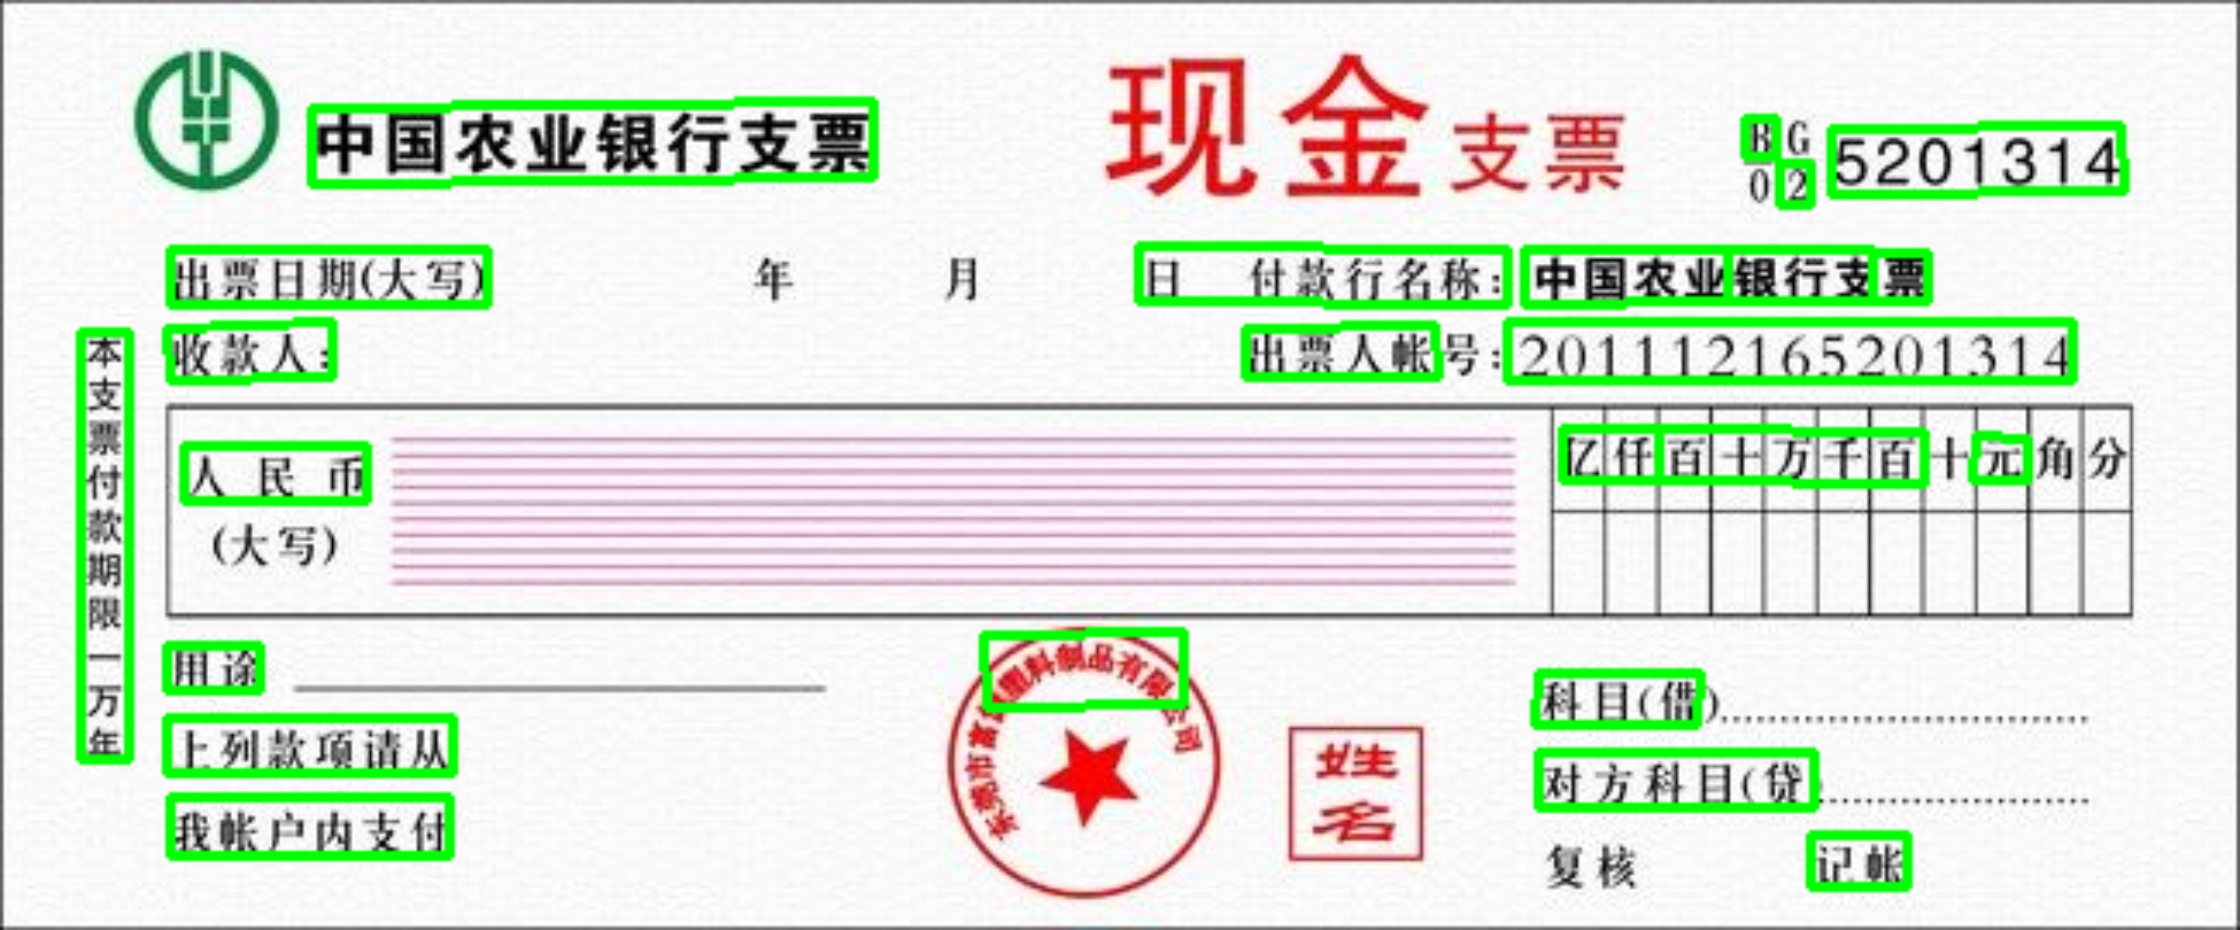 中国农业银行支票
现金支票
BG
02
5201314
出票日期(大写) 年 月 日 付款行名称: 中国农业银行支票
收款人: 出票人帐号: 201112165201314
本支票付款期限一万年
人民币
(大写)
亿仟百十万千百十元角分
用途
上列款项请从
我帐户内支付
塑料制品有限公司
姓名
科目(借)
对方科目(贷)
复核 记帐